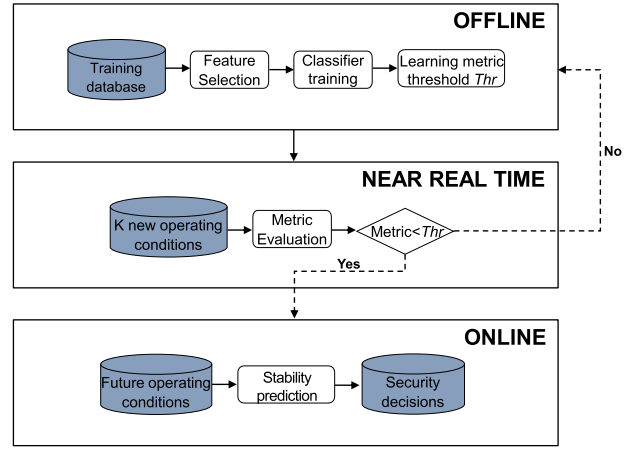 OFFLINE
Training
database
Feature
Selection
Classifier
training
Learning metric
threshold Thr
No
NEAR REAL TIME
K new operating
conditions
Metric
Evaluation
Metric<Thr
Yes
ONLINE
Future operating
conditions
Stability
prediction
Security
decisions